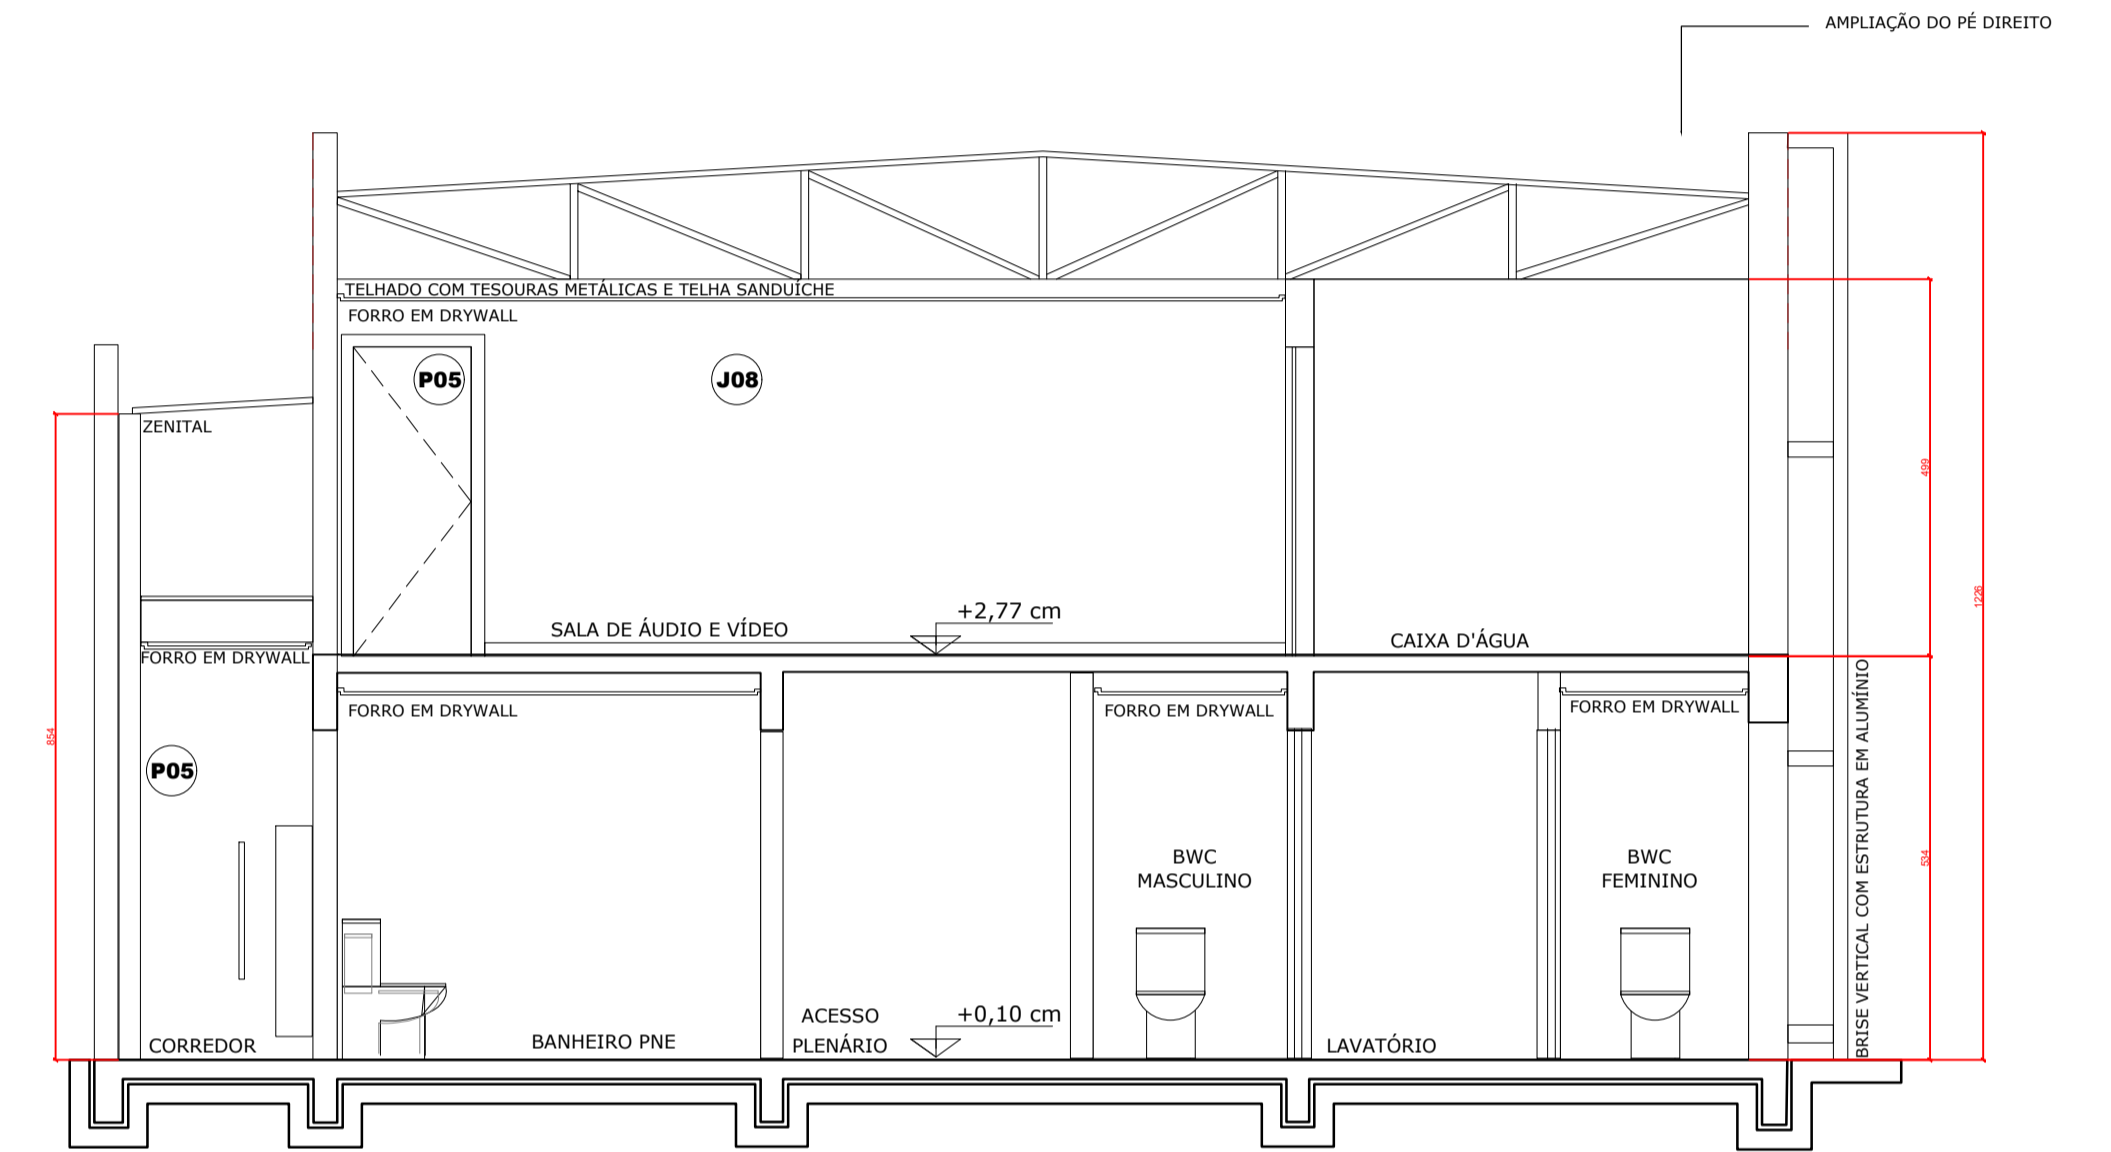 AMPLIAÇÃO DO PÉ DIREITO
TELHADO COM TESOURAS METÁLICAS E TELHA SANDUÍCHE
FORRO EM DRYWALL
P05
J08
ZENITAL
499
1226
+2,77 cm
SALA DE ÁUDIO E VÍDEO
CAIXA D'ÁGUA
FORRO EM DRYWALL
FORRO EM DRYWALL
FORRO EM DRYWALL
FORRO EM DRYWALL
854
P05
BRISE VERTICAL COM ESTRUTURA EM ALUMÍNIO
534
BWC
MASCULINO
BWC
FEMININO
+0,10 cm
ACESSO
PLENÁRIO
CORREDOR
BANHEIRO PNE
LAVATÓRIO